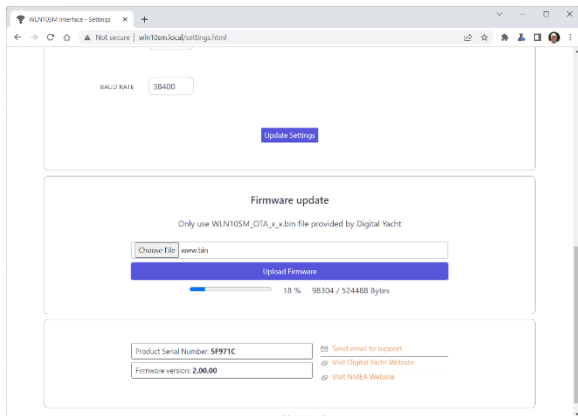 WLN10SM Interface - Settings
Not secure | wln10sm.local/settings.html
BAUD RATE 38400
Update Settings
Firmware update
Only use WLN10SM_OTA_x_x.bin file provided by Digital Yacht
Choose File www.bin
Upload Firmware
18 % 98304 / 524488 Bytes
Product Serial Number: 5F971C
Firmware version: 2.00.00
Send email to support
Visit Digital Yacht Website
Visit NMEA Website